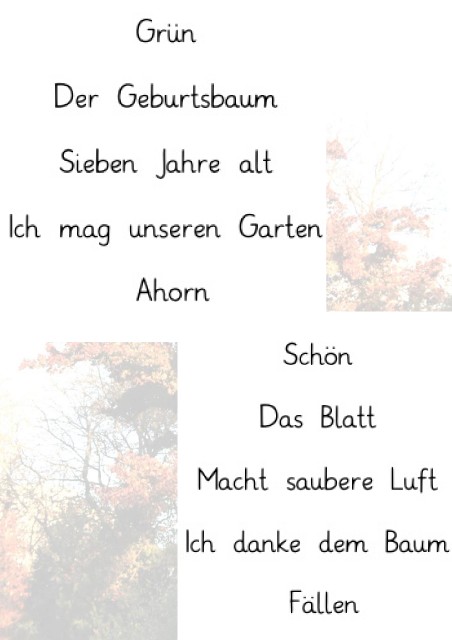 Grün
Der Geburtsbaum
Sieben Jahre alt
Ich mag unseren Garten
Ahorn
Schön
Das Blatt
Macht saubere Luft
Ich danke dem Baum
Fällen